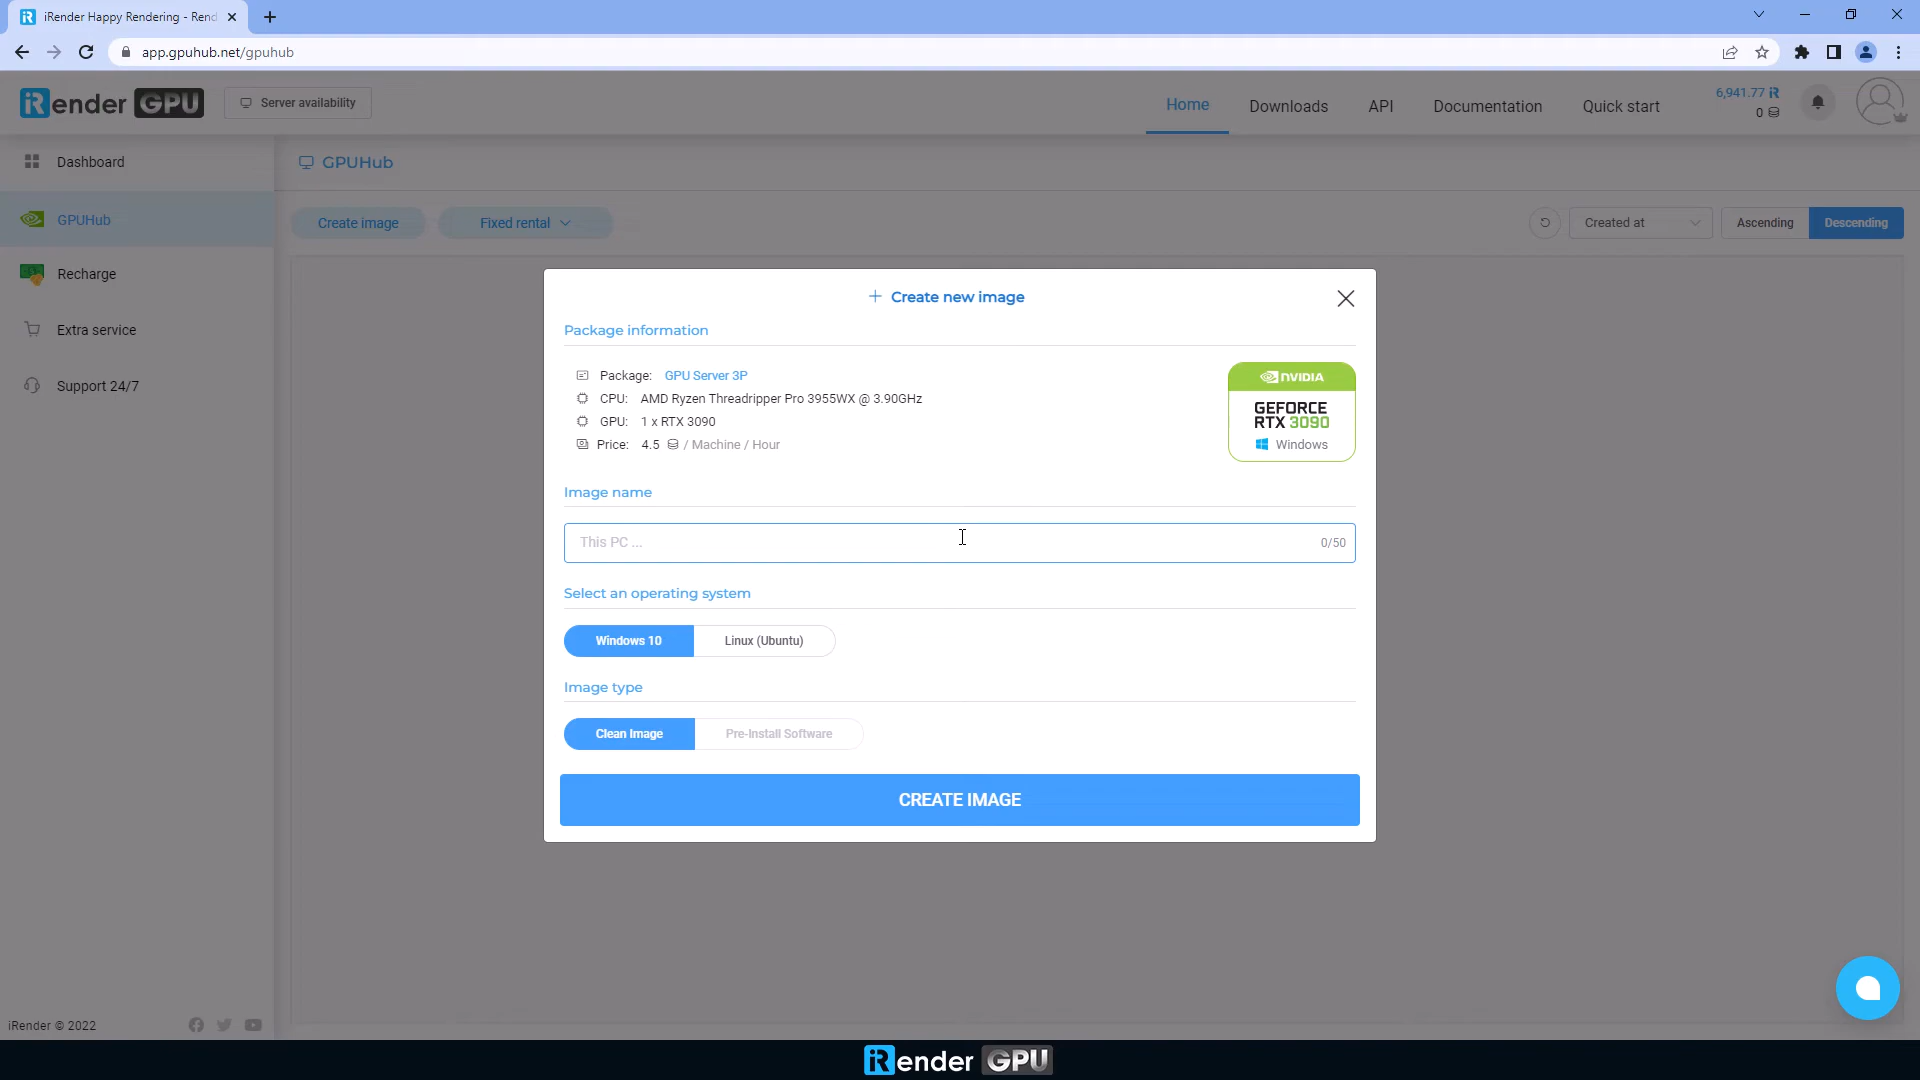 iRender Happy Rendering - Rend
app.gpuhub.net/gpuhub
iRender GPU
Server availability
Home
Downloads
API
Documentation
Quick start
6,941.77
0
Dashboard
GPUHub
Recharge
Extra service
Support 24/7
GPUHub
Create image
Fixed rental
Created at
Ascending
Descending
+ Create new image
Package information
Package: GPU Server 3P
CPU: AMD Ryzen Threadripper Pro 3955WX @ 3.90GHz
GPU: 1 x RTX 3090
Price: 4.5 / Machine / Hour
NVIDIA
GEFORCE
RTX 3090
Windows
Image name
This PC ...
0/50
Select an operating system
Windows 10
Linux (Ubuntu)
Image type
Clean Image
Pre-Install Software
CREATE IMAGE
iRender © 2022
iRender GPU